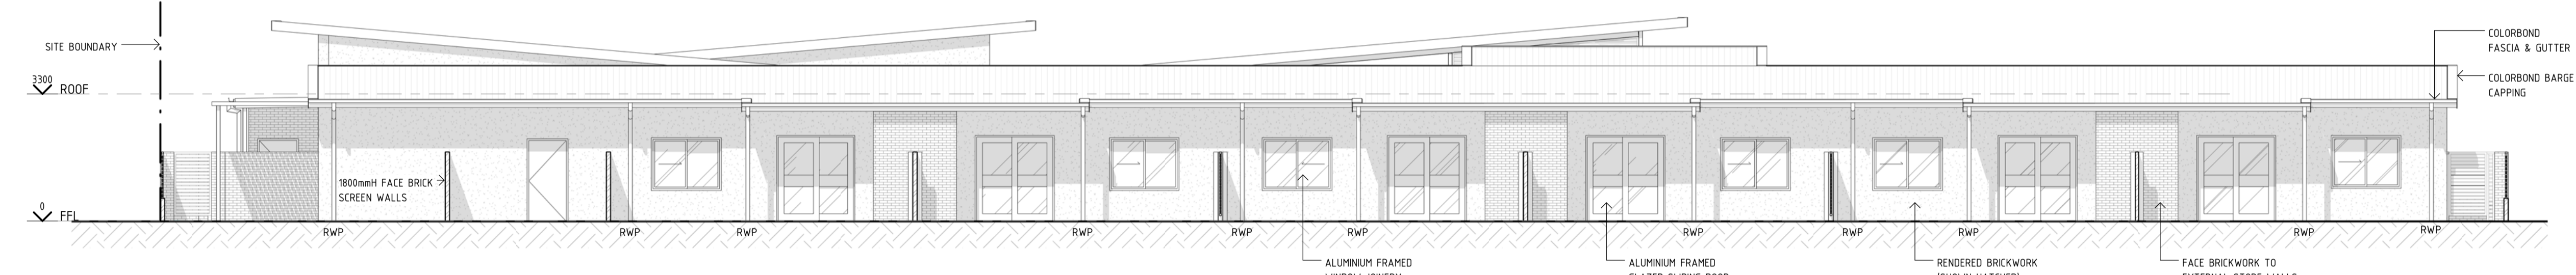 SITE BOUNDARY
COLORBOND
FASCIA & GUTTER
3300
ROOF
COLORBOND BARGE
CAPPING
1800mmH FACE BRICK
SCREEN WALLS
0
FFL
RWP
RWP
RWP
RWP
RWP
RWP
RWP
RWP
RWP
RWP
RWP
ALUMINIUM FRAMED
ALUMINIUM FRAMED
RENDERED BRICKWORK
FACE BRICKWORK TO